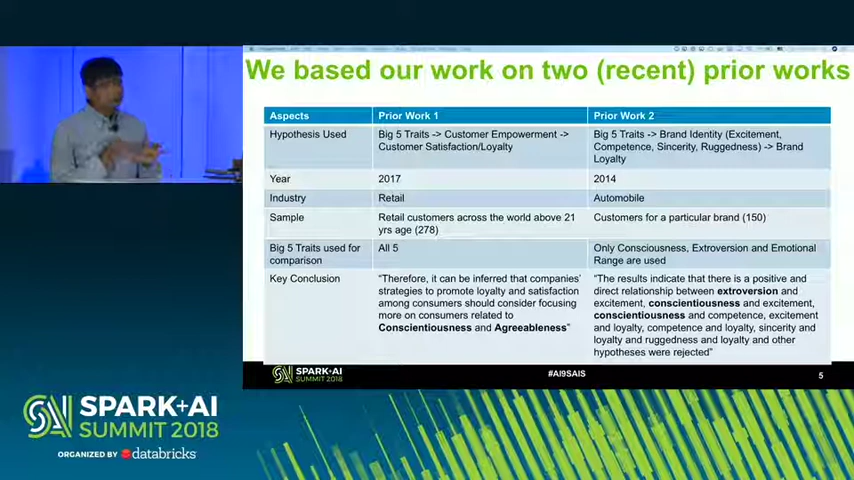 We based our work on two (recent) prior works
Aspects
Prior Work 1
Prior Work 2
Hypothesis Used
Big 5 Traits -> Customer Empowerment ->
Customer Satisfaction/Loyalty
Big 5 Traits -> Brand Identity (Excitement,
Competence, Sincerity, Ruggedness) -> Brand
Loyalty
Year
2017
2014
Industry
Retail
Automobile
Sample
Retail customers across the world above 21
yrs age (278)
Customers for a particular brand (150)
Big 5 Traits used for
comparison
All 5
Only Consciousness, Extroversion and Emotional
Range are used
Key Conclusion
“Therefore, it can be inferred that companies’
strategies to promote loyalty and satisfaction
among consumers should consider focusing
more on consumers related to
Conscientiousness and Agreeableness”
“The results indicate that there is a positive and
direct relationship between extroversion and
excitement, conscientiousness and excitement,
conscientiousness and competence, excitement
and loyalty, competence and loyalty, sincerity and
loyalty and ruggedness and loyalty and other
hypotheses were rejected”
SPARK+AI
SUMMIT 2018
#AI9SAIS
5
SPARK+AI
SUMMIT 2018
ORGANIZED BY databricks